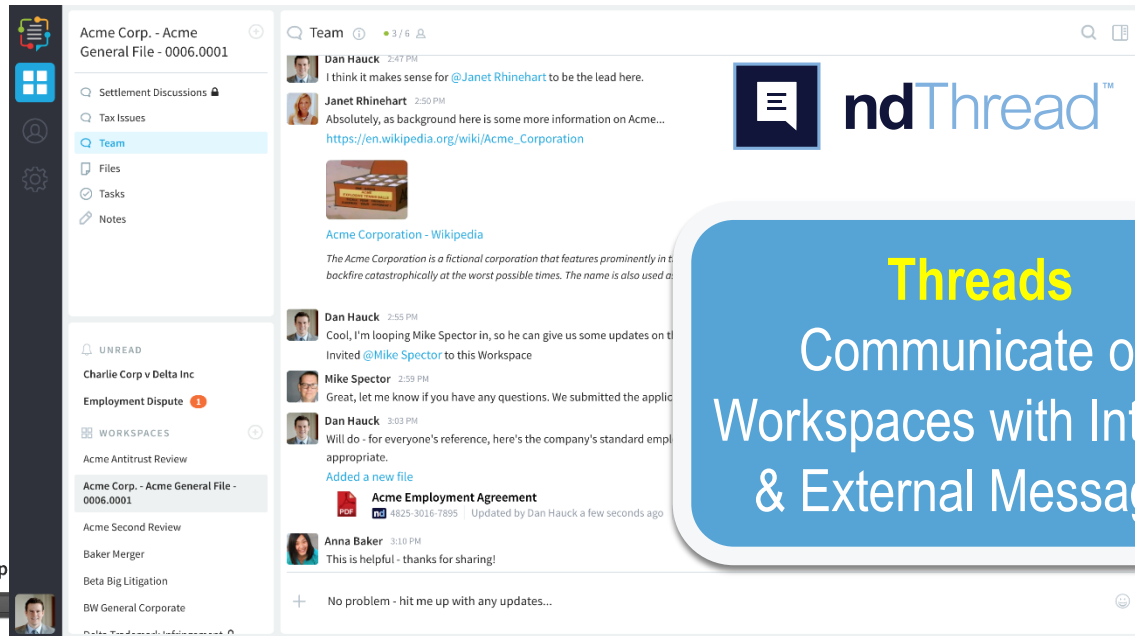 Acme Corp. - Acme
General File - 0006.0001
Settlement Discussions
Tax Issues
Team
Files
Tasks
Notes
UNREAD
Charlie Corp v Delta Inc
Employment Dispute 1
WORKSPACES
Acme Antitrust Review
Acme Corp. - Acme General File -
0006.0001
Acme Second Review
Baker Merger
Beta Big Litigation
BW General Corporate
Delta Trademark Infringement
Team 3 / 6
Dan Hauck 2:47 PM
I think it makes sense for @Janet Rhinehart to be the lead here.
Janet Rhinehart 2:50 PM
Absolutely, as background here is some more information on Acme...
https://en.wikipedia.org/wiki/Acme_Corporation
Acme Corporation - Wikipedia
The Acme Corporation is a fictional corporation that features prominently in
backfire catastrophically at the worst possible times. The name is also used
Dan Hauck 2:55 PM
Cool, I'm looping Mike Spector in, so he can give us some updates on
Invited @Mike Spector to this Workspace
Mike Spector 2:59 PM
Great, let me know if you have any questions. We submitted the
Dan Hauck 3:03 PM
Will do - for everyone's reference, here's the company's standard
appropriate.
Added a new file
PDF
Acme Employment Agreement
nd 4825-3016-7895 | Updated by Dan Hauck a few seconds ago
Anna Baker 3:10 PM
This is helpful - thanks for sharing!
No problem - hit me up with any updates...
ndThread™
Threads
Communicate o
Workspaces with Int
& External Messag